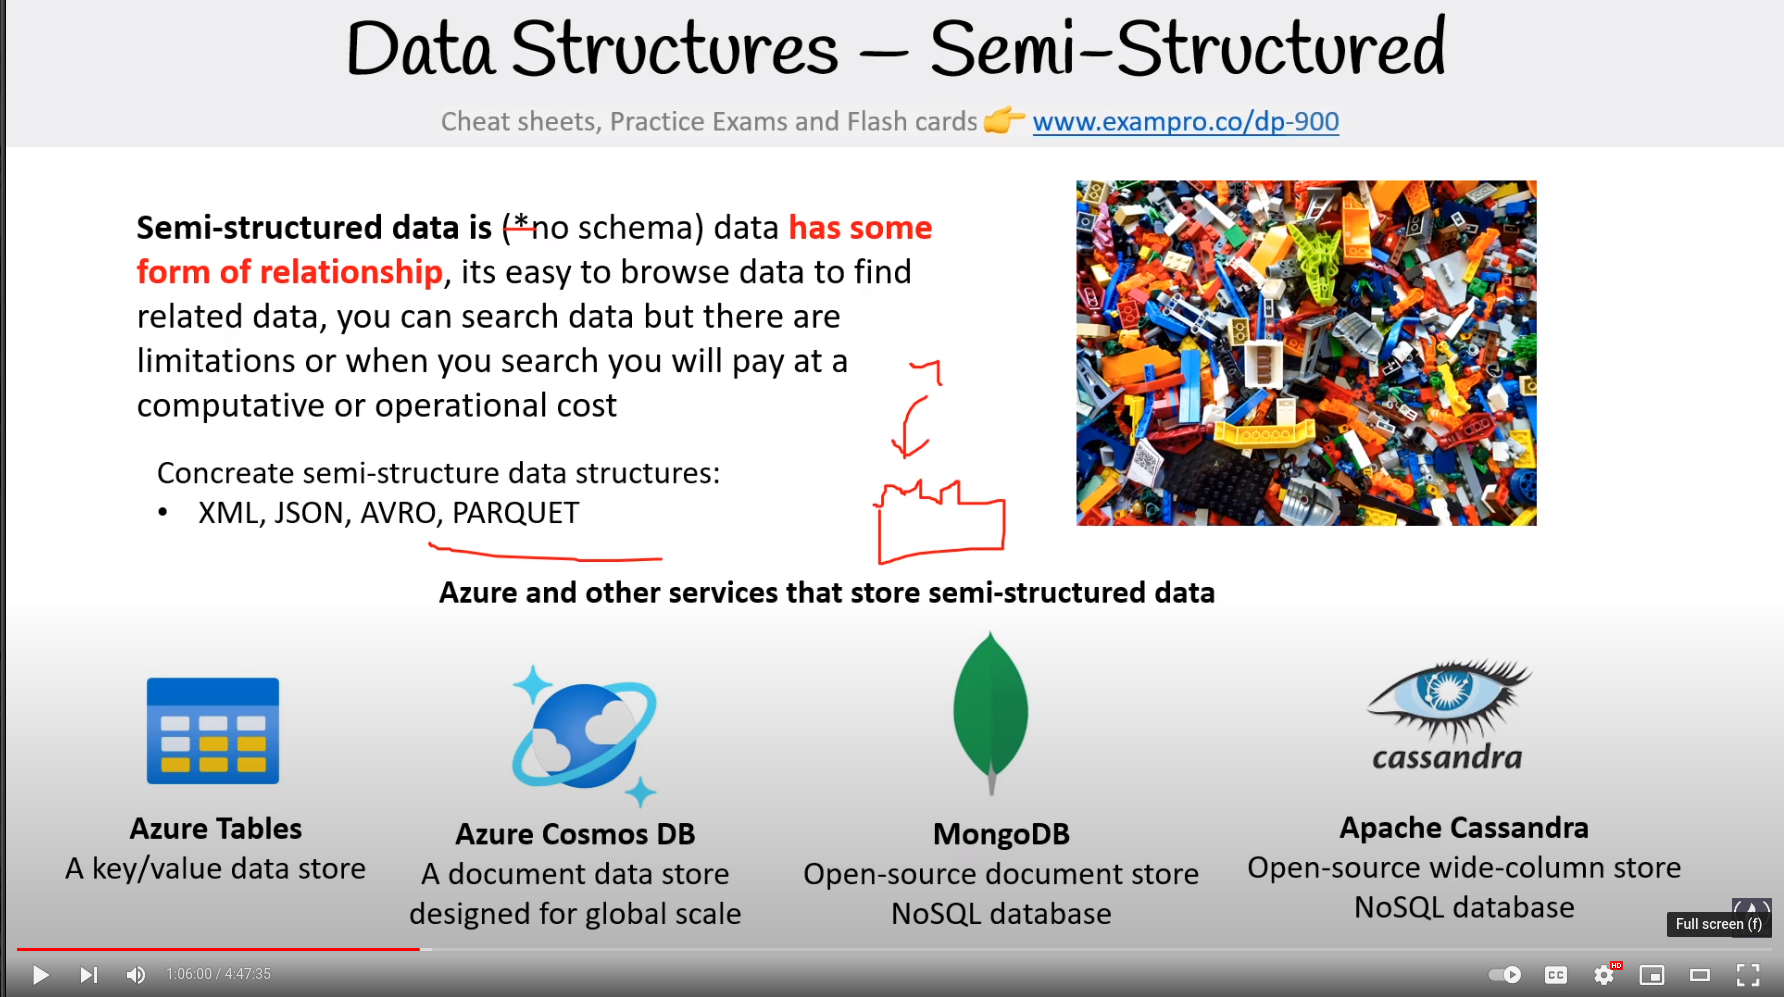 Data Structures – Semi-Structured
Cheat sheets, Practice Exams and Flash cards 👉 www.exampro.co/dp-900
Semi-structured data is (*no schema) data has some
form of relationship, its easy to browse data to find
related data, you can search data but there are
limitations or when you search you will pay at a
computative or operational cost
Concreate semi-structure data structures:
• XML, JSON, AVRO, PARQUET
Azure and other services that store semi-structured data
cassandra
Azure Tables
A key/value data store
Azure Cosmos DB
A document data store
designed for global scale
MongoDB
Open-source document store
NoSQL database
Apache Cassandra
Open-source wide-column store
NoSQL database
Full screen (f)
1:06:00 / 4:47:35
CC
HD